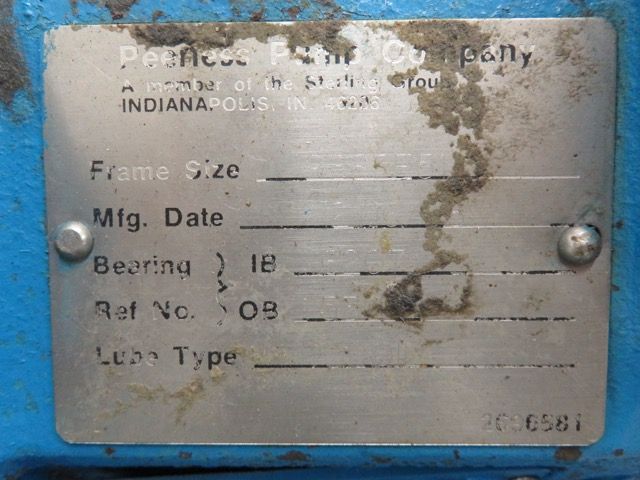 Peerless Pump Company
A member of the Sterling Group
INDIANAPOLIS, IN. 46206
Frame Size
Mfg. Date
Bearing } IB
Ref No. } OB
Lube Type
2696581